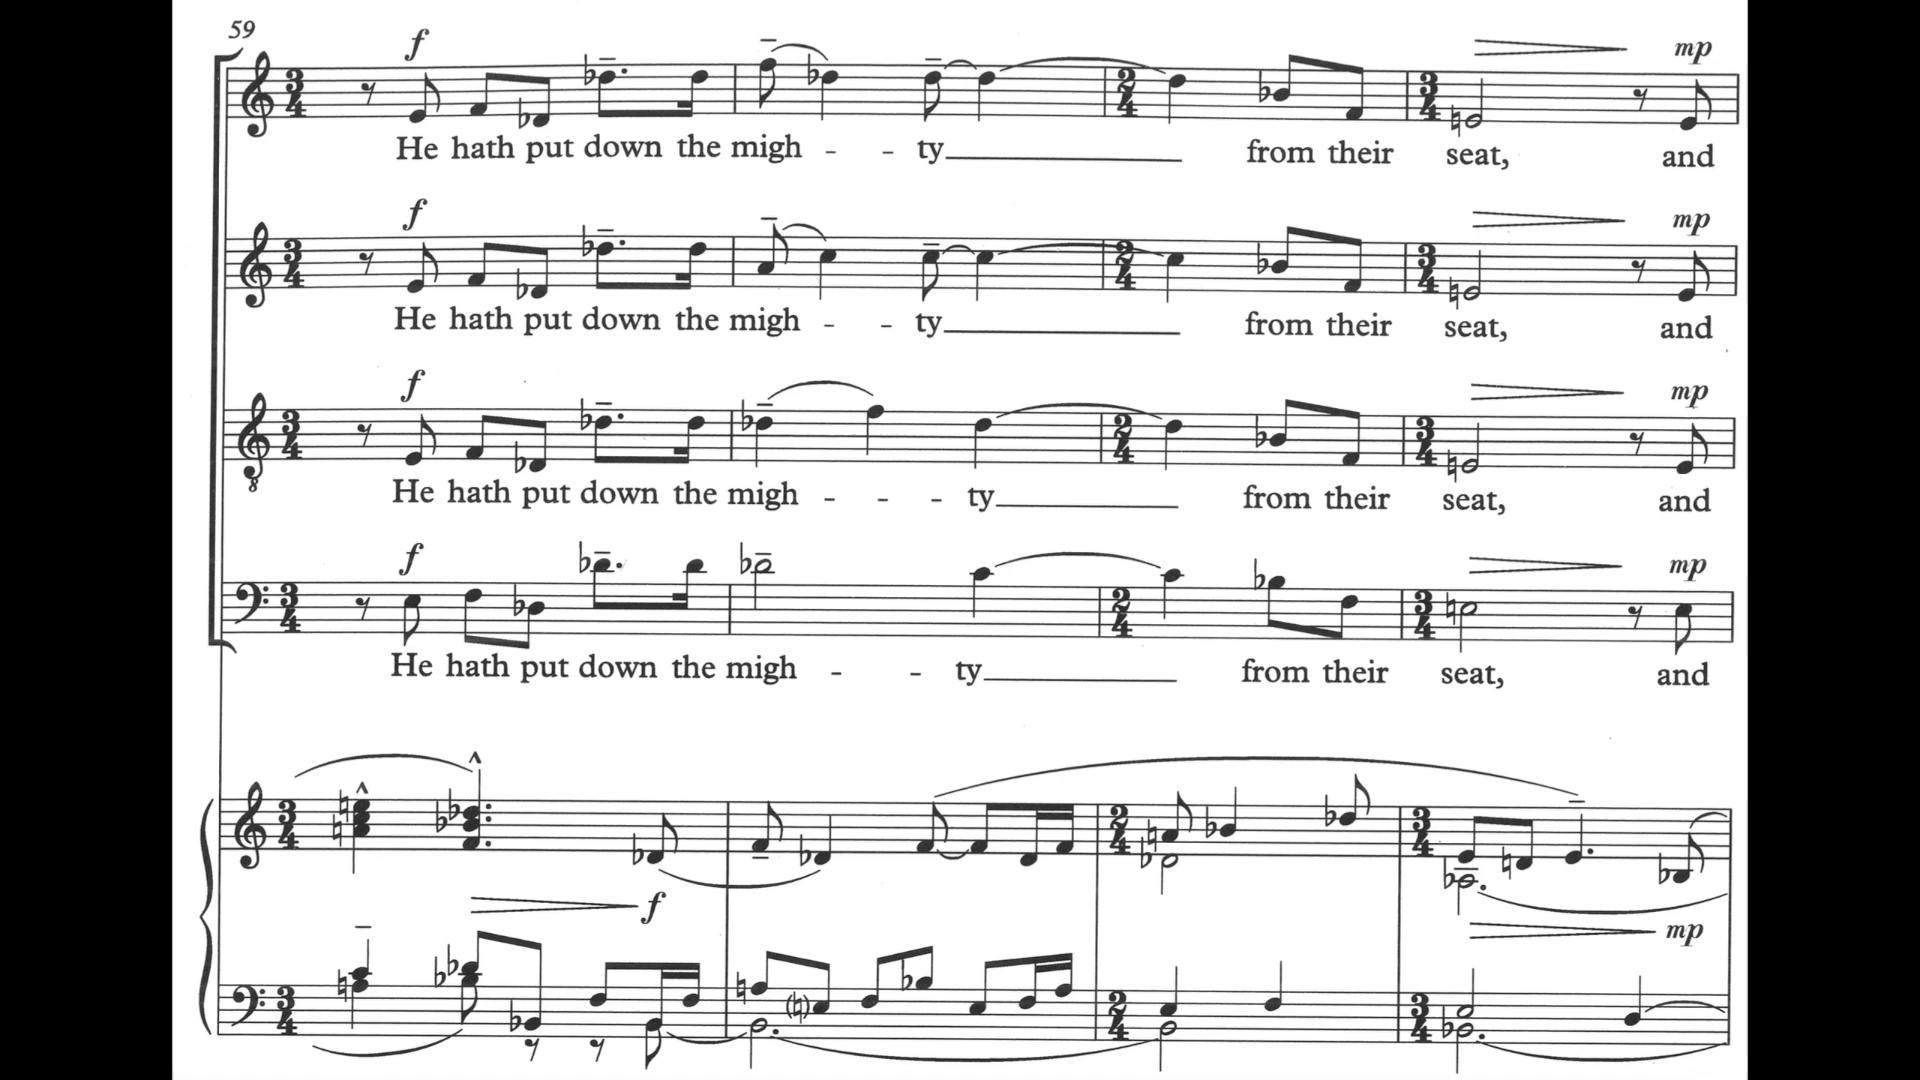 59
f
He hath put down the migh - - ty from their seat, and
mp
f
He hath put down the migh - - ty from their seat, and
mp
f
He hath put down the migh - - - ty from their seat, and
mp
f
He hath put down the migh - - ty from their seat, and
mp
f
mp